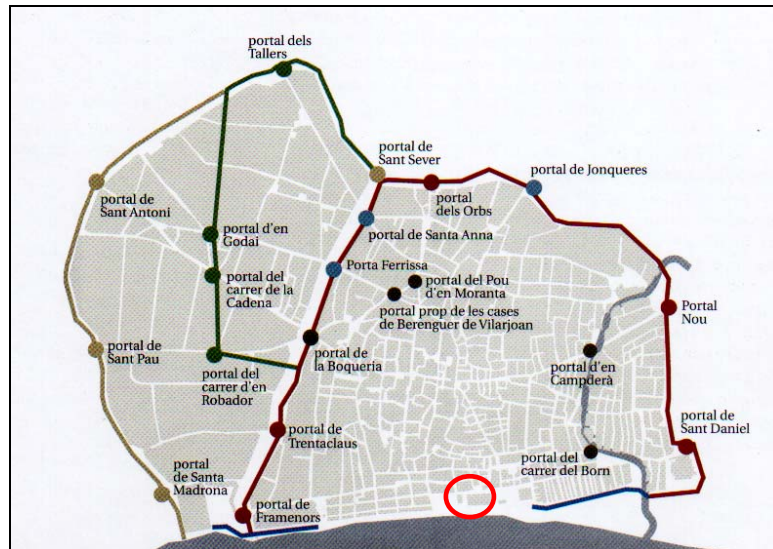 portal dels
Tallers
portal de
Sant Sever
portal de Jonqueres
portal de
Sant Antoni
portal
dels Orbs
portal d'en
Godai
portal de Santa Anna
portal del
carrer de la
Cadena
Porta Ferrissa
portal del Pou
d'en Moranta
portal prop de les cases
de Berenguer de Vilarjoan
Portal
Nou
portal de
Sant Pau
portal del
carrer d'en
Robador
portal de
la Boqueria
portal d'en
Campderà
portal de
Trentaclaus
portal de
Sant Daniel
portal
de Santa
Madrona
portal del
carrer del Born
portal de
Framenors